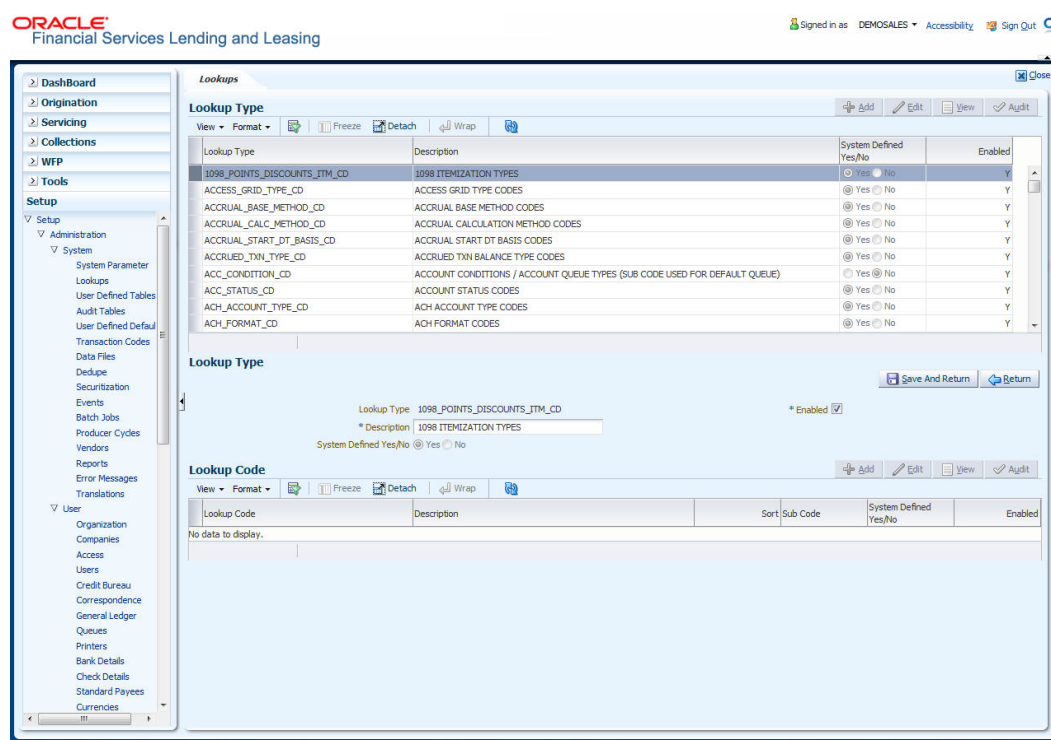 ORACLE
Financial Services Lending and Leasing
Signed in as DEMOSALES Accessibility Sign Out
DashBoard
Origination
Servicing
Collections
WFP
Tools
Setup
Setup
Administration
System
System Parameter
Lookups
User Defined Tables
Audit Tables
User Defined Defaul
Transaction Codes
Data Files
Dedupe
Securitization
Events
Batch Jobs
Producer Cycles
Vendors
Reports
Error Messages
Translations
User
Organization
Companies
Access
Users
Credit Bureau
Correspondence
General Ledger
Queues
Printers
Bank Details
Check Details
Standard Payees
Currencies
Lookups
Close
Lookup Type
Add Edit View Audit
View Format Freeze Detach Wrap
Lookup Type Description System Defined Yes/No Enabled
1098_POINTS_DISCOUNTS_ITM_CD 1098 ITEMIZATION TYPES Yes No Y
ACCESS_GRID_TYPE_CD ACCESS GRID TYPE CODES Yes No Y
ACCRUAL_BASE_METHOD_CD ACCRUAL BASE METHOD CODES Yes No Y
ACCRUAL_CALC_METHOD_CD ACCRUAL CALCULATION METHOD CODES Yes No Y
ACCRUAL_START_DT_BASIS_CD ACCRUAL START DT BASIS CODES Yes No Y
ACCRUED_TXN_TYPE_CD ACCRUED TXN BALANCE TYPE CODES Yes No Y
ACC_CONDITION_CD ACCOUNT CONDITIONS / ACCOUNT QUEUE TYPES (SUB CODE USED FOR DEFAULT QUEUE) Yes No Y
ACC_STATUS_CD ACCOUNT STATUS CODES Yes No Y
ACH_ACCOUNT_TYPE_CD ACH ACCOUNT TYPE CODES Yes No Y
ACH_FORMAT_CD ACH FORMAT CODES Yes No Y
Lookup Type
Save And Return Return
Lookup Type 1098_POINTS_DISCOUNTS_ITM_CD * Enabled
* Description 1098 ITEMIZATION TYPES
System Defined Yes/No Yes No
Lookup Code
Add Edit View Audit
View Format Freeze Detach Wrap
Lookup Code Description Sort Sub Code System Defined Yes/No Enabled
No data to display.